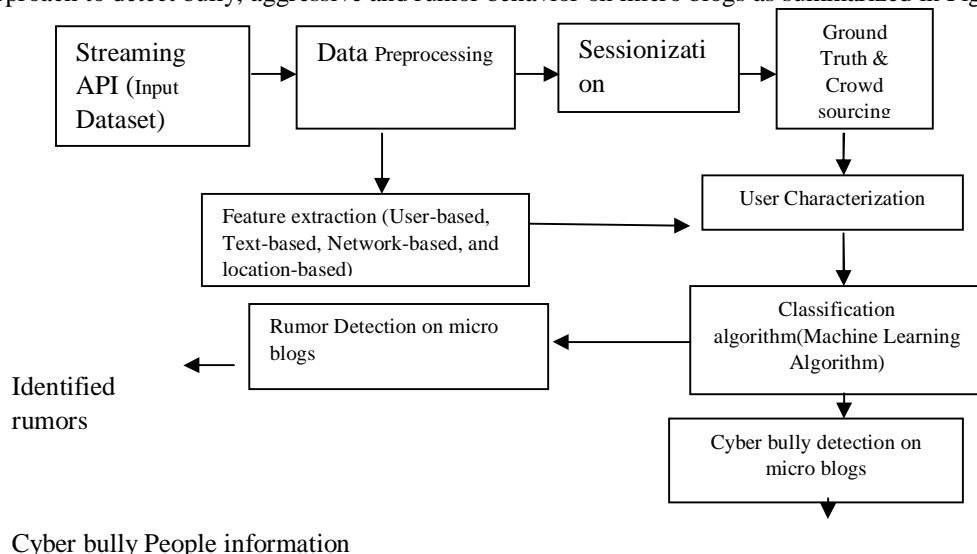 proach to detect bully, aggressive and rumor behavior on micro blogs as summarized in Fig
Streaming
API (Input
Dataset)
Data Preprocessing
Sessionizati
on
Ground
Truth &
Crowd
sourcing
Feature extraction (User-based,
Text-based, Network-based, and
location-based)
User Characterization
Classification
algorithm(Machine Learning
Algorithm)
Rumor Detection on micro
blogs
Identified
rumors
Cyber bully detection on
micro blogs
Cyber bully People information